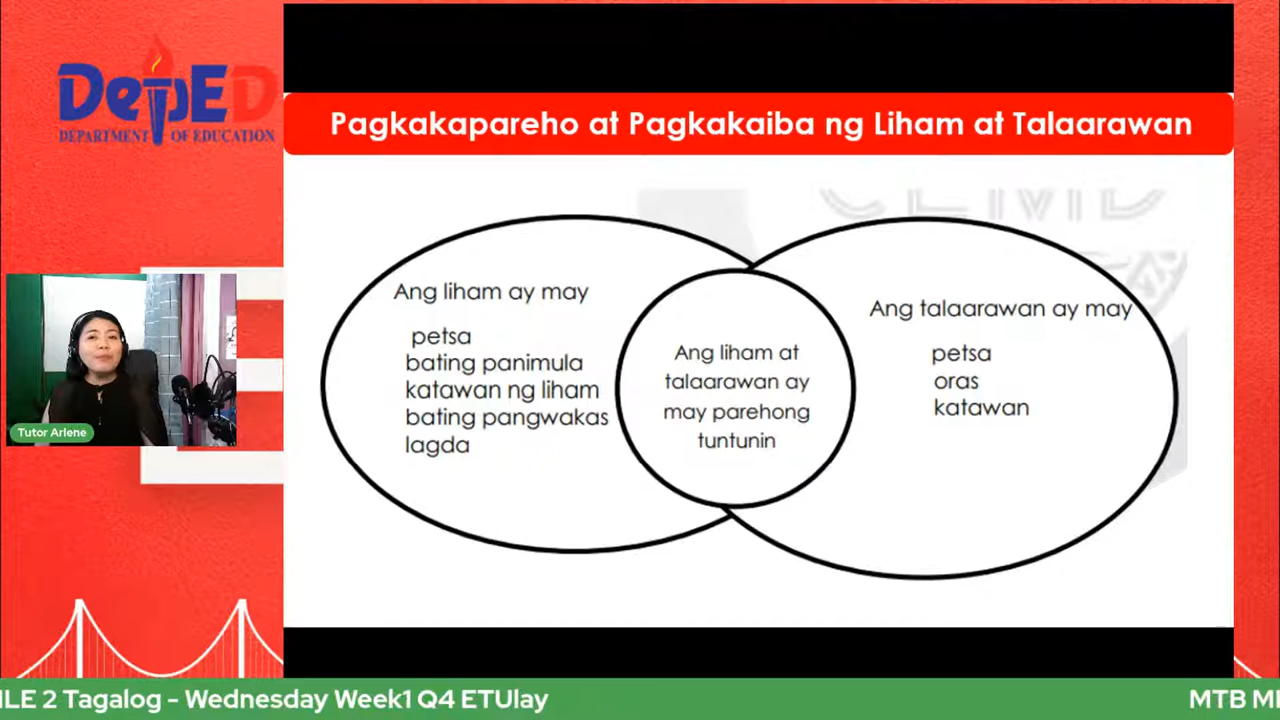 DepED
DEPARTMENT OF EDUCATION
Pagkakapareho at Pagkakaiba ng Liham at Talaarawan
Ang liham ay may
petsa
bating panimula
katawan ng liham
bating pangwakas
lagda
Ang liham at
talaarawan ay
may parehong
tuntunin
Ang talaarawan ay may
petsa
oras
katawan
Tutor Arlene
ILE 2 Tagalog - Wednesday Week1 Q4 ETUlay
MTB M